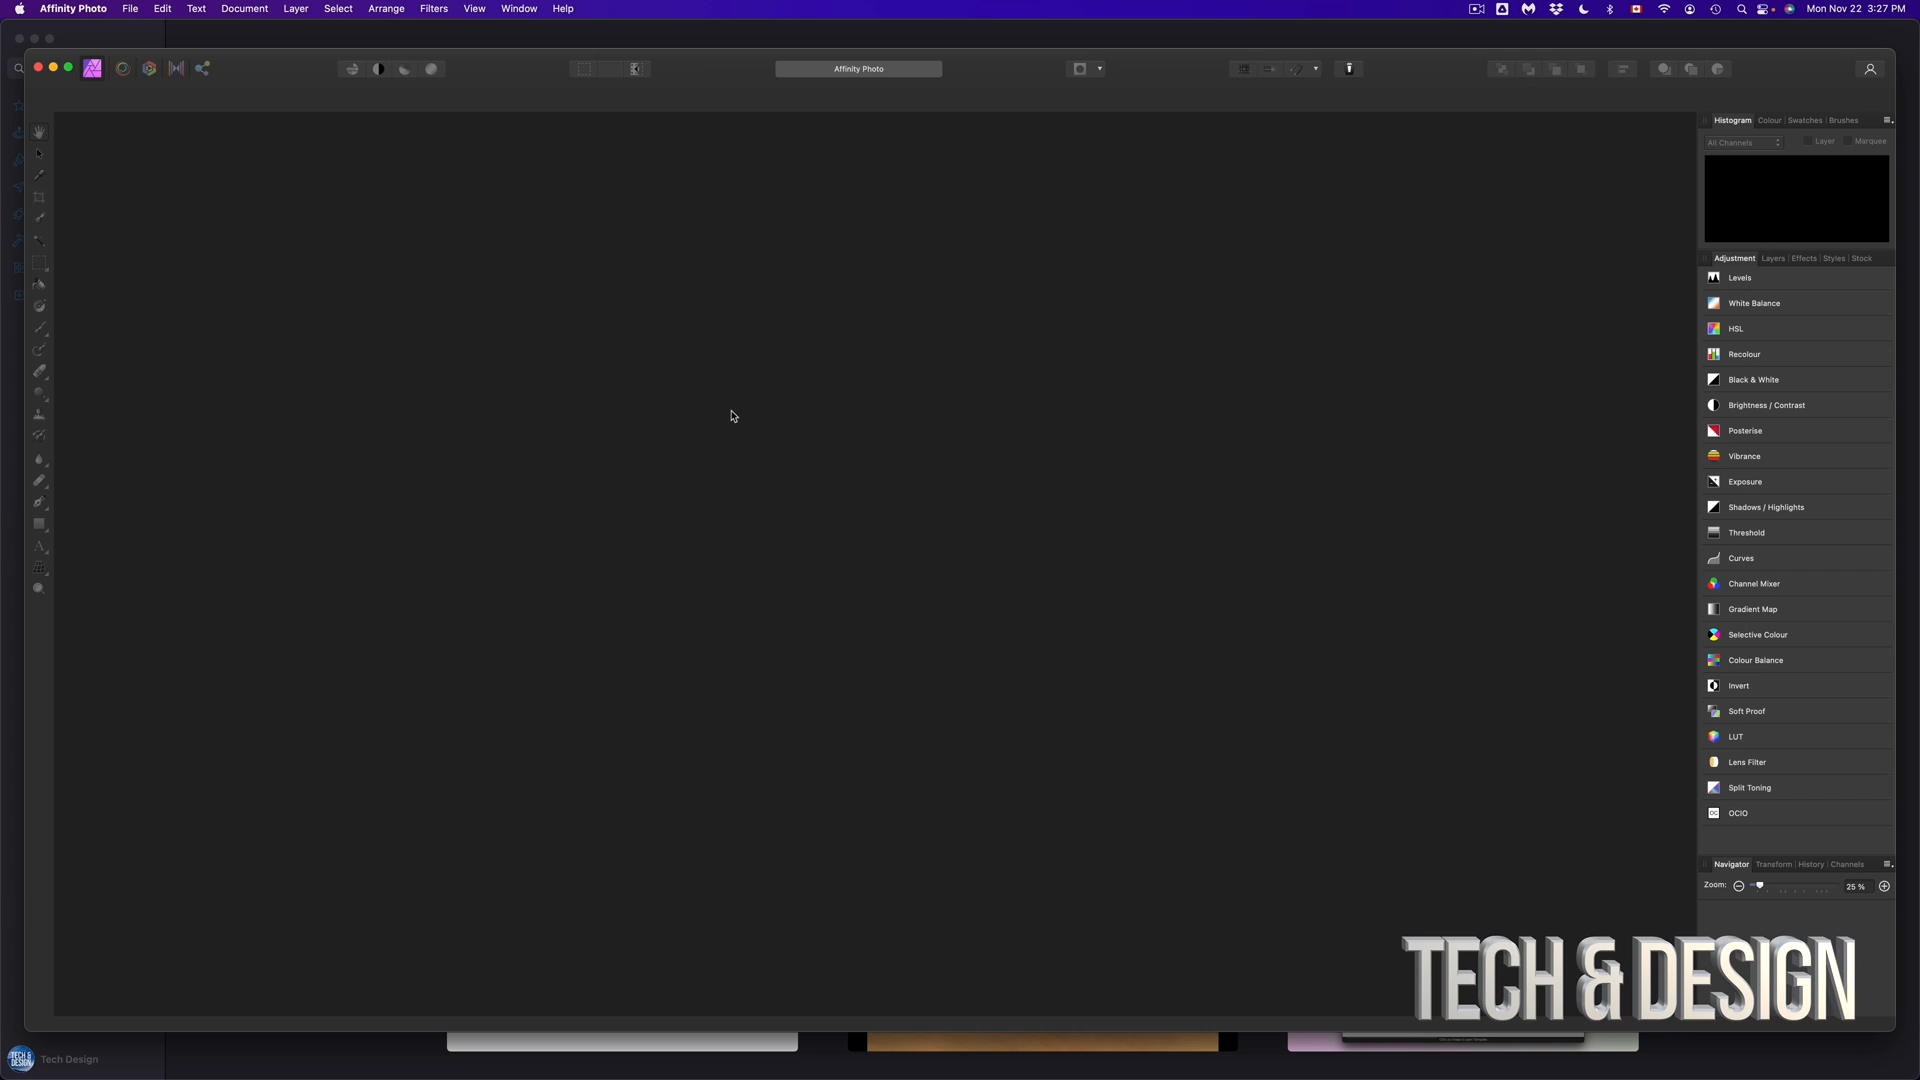 Affinity Photo File Edit Text Document Layer Select Arrange Filters View Window Help Mon Nov 22 3:27 PM
Affinity Photo
Histogram Colour Swatches Brushes
All Channels Layer Marquee
Adjustment Layers Effects Styles Stock
Levels
White Balance
HSL
Recolour
Black & White
Brightness / Contrast
Posterise
Vibrance
Exposure
Shadows / Highlights
Threshold
Curves
Channel Mixer
Gradient Map
Selective Colour
Colour Balance
Invert
Soft Proof
LUT
Lens Filter
Split Toning
OCIO
Navigator Transform History Channels
Zoom: 25 %
TECH & DESIGN
TECH & DESIGN Tech Design